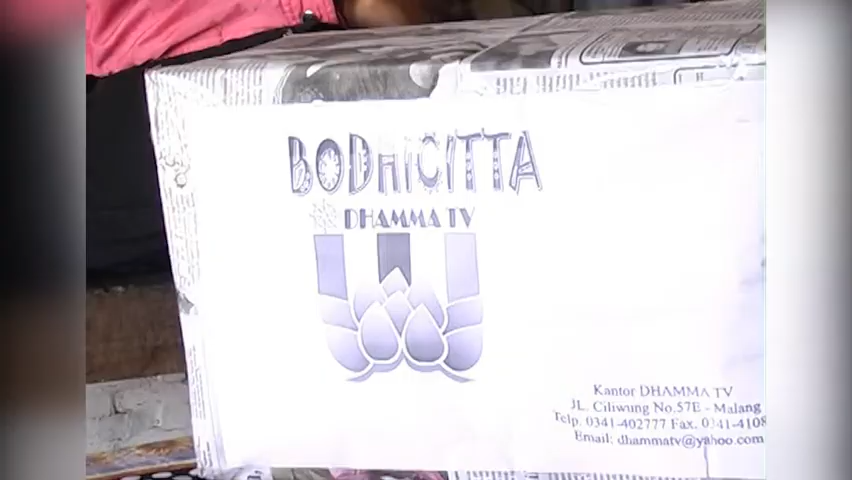 BODHICITTA
DHAMMA TV
Kantor DHAMMA TV
JL. Ciliwung No.57E - Malang
Telp. 0341-402777 Fax. 0341-4108
Email: dhammatv@yahoo.com